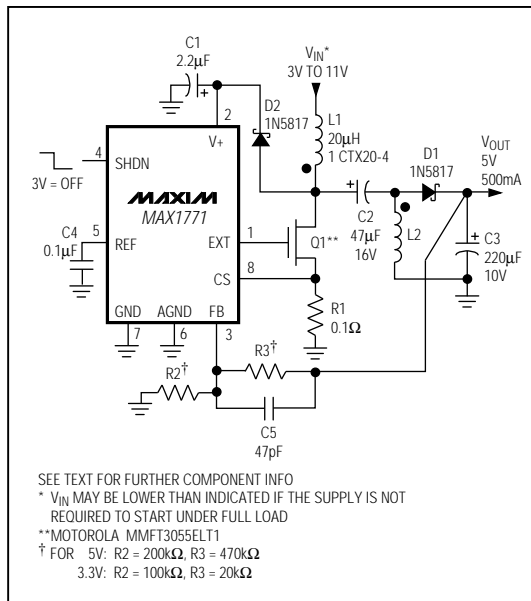 C1
2.2µF
VIN*
3V TO 11V
2
V+
D2
1N5817
L1
20µH
1 CTX20-4
D1
1N5817
VOUT
5V
500mA
4
SHDN
3V = OFF
MAXIM
MAX1771
C4
0.1µF
5
REF
EXT
1
Q1**
C2
47µF
16V
L2
C3
220µF
10V
CS
8
R1
0.1Ω
GND
AGND
FB
7
6
3
R2†
R3†
C5
47pF
SEE TEXT FOR FURTHER COMPONENT INFO
* VIN MAY BE LOWER THAN INDICATED IF THE SUPPLY IS NOT
REQUIRED TO START UNDER FULL LOAD
**MOTOROLA MMFT3055ELT1
† FOR 5V: R2 = 200kΩ, R3 = 470kΩ
3.3V: R2 = 100kΩ, R3 = 20kΩ